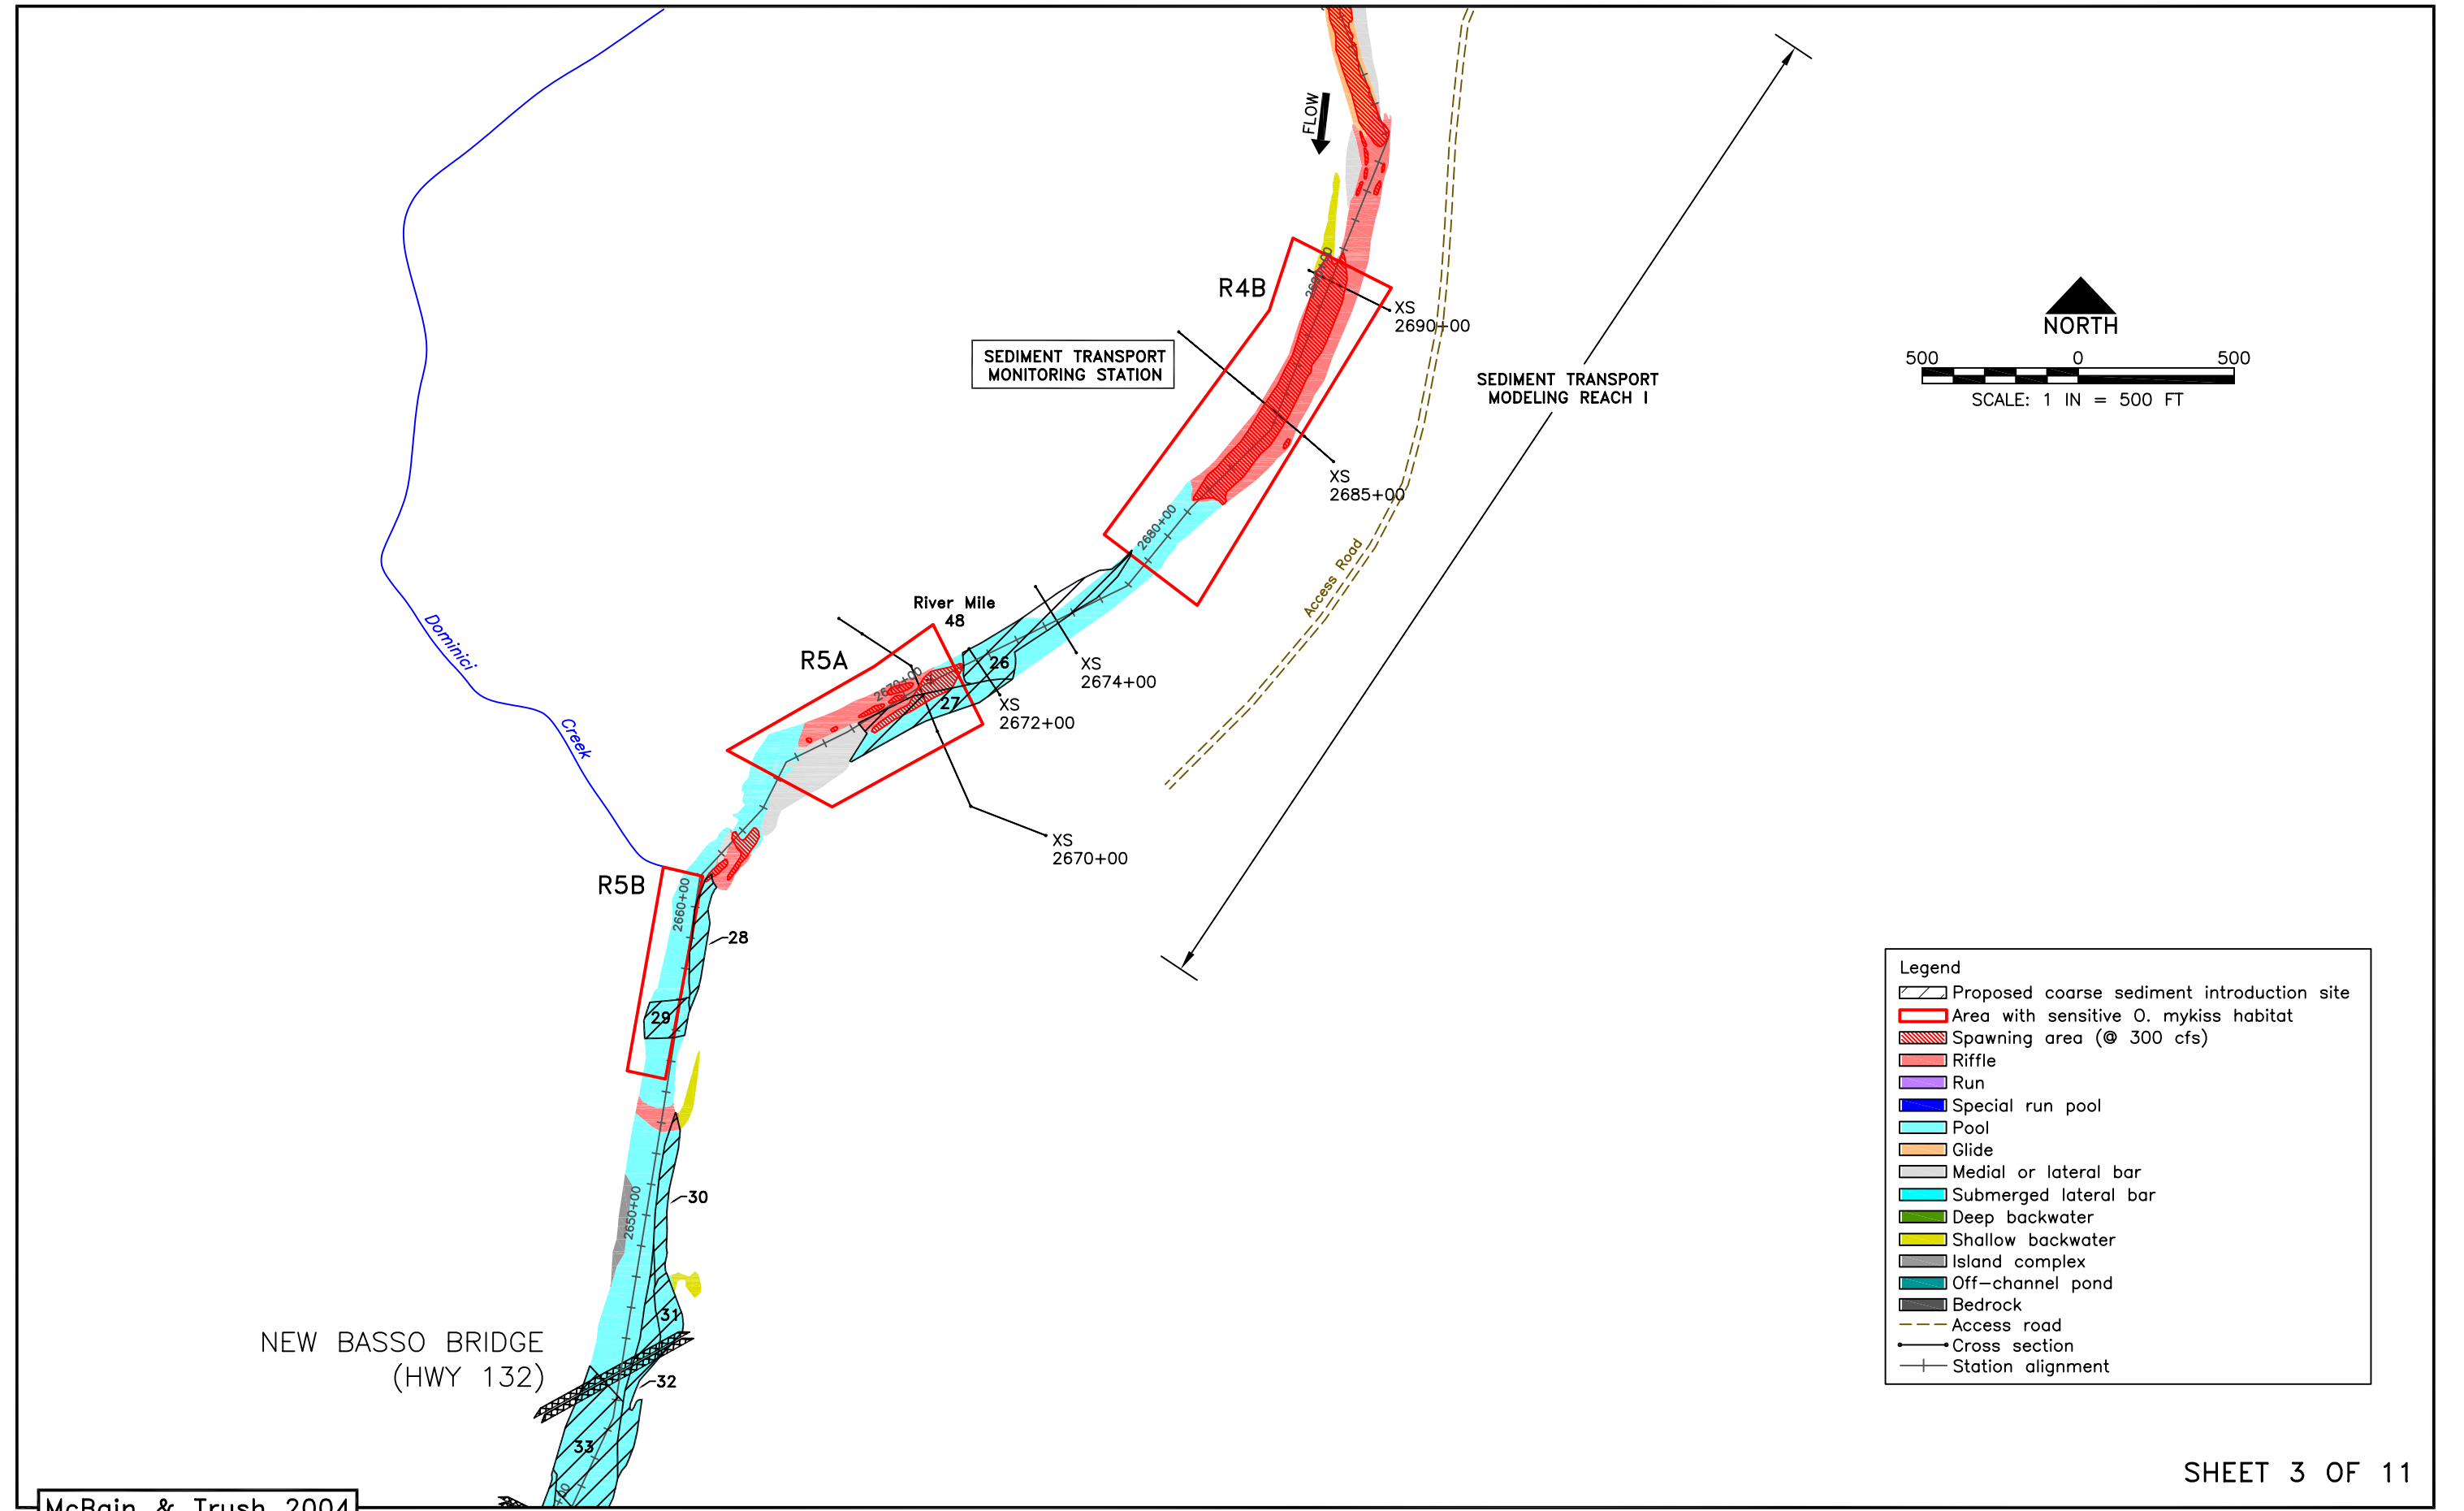 FLOW
R4B
2690+00
XS
2690+00
SEDIMENT TRANSPORT
MONITORING STATION
SEDIMENT TRANSPORT
MODELING REACH I
NORTH
500 0 500
SCALE: 1 IN = 500 FT
XS
2685+00
2680+00
Access Road
River Mile
48
R5A
Dominici
Creek
26
XS
2674+00
2670+00
27
XS
2672+00
XS
2670+00
R5B
2660+00
28
29
30
2650+00
31
NEW BASSO BRIDGE
(HWY 132)
32
33
Legend
Proposed coarse sediment introduction site
Area with sensitive O. mykiss habitat
Spawning area (@ 300 cfs)
Riffle
Run
Special run pool
Pool
Glide
Medial or lateral bar
Submerged lateral bar
Deep backwater
Shallow backwater
Island complex
Off-channel pond
Bedrock
Access road
Cross section
Station alignment
SHEET 3 OF 11
McBain & Trush 2004